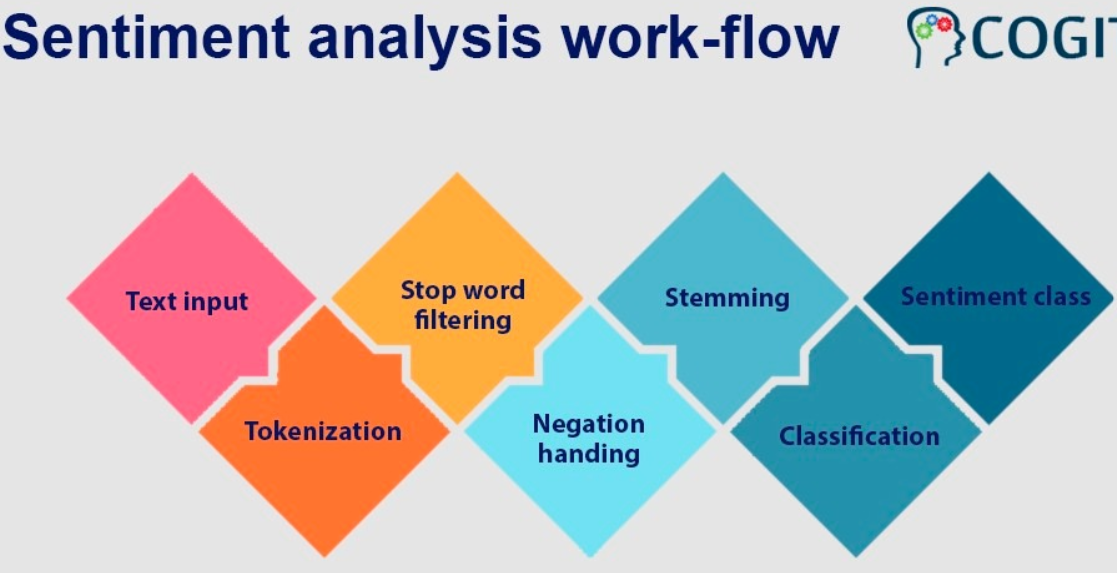 Sentiment analysis work-flow
COGIT
Text input
Tokenization
Stop word
filtering
Negation
handing
Stemming
Classification
Sentiment class